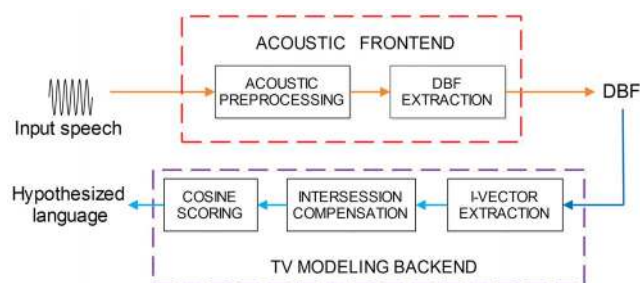 ACOUSTIC FRONTEND
ACOUSTIC
PREPROCESSING
DBF
EXTRACTION
DBF
Input speech
Hypothesized
language
COSINE
SCORING
INTERSESSION
COMPENSATION
I-VECTOR
EXTRACTION
TV MODELING BACKEND